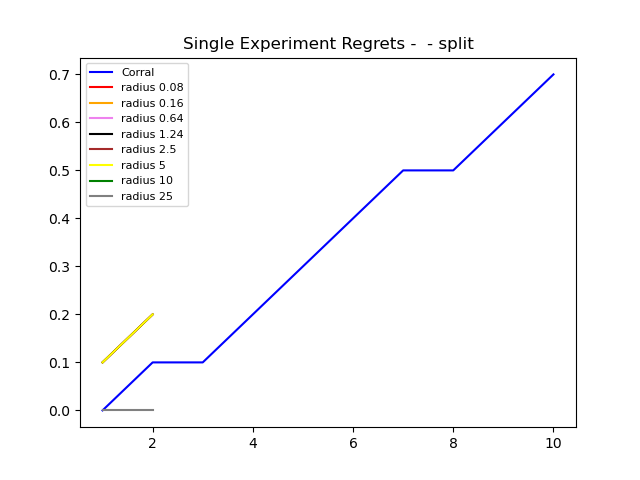 Single Experiment Regrets -  - split
Corral
radius 0.08
radius 0.16
radius 0.64
radius 1.24
radius 2.5
radius 5
radius 10
radius 25
0.7
0.6
0.5
0.4
0.3
0.2
0.1
0.0
2 4 6 8 10